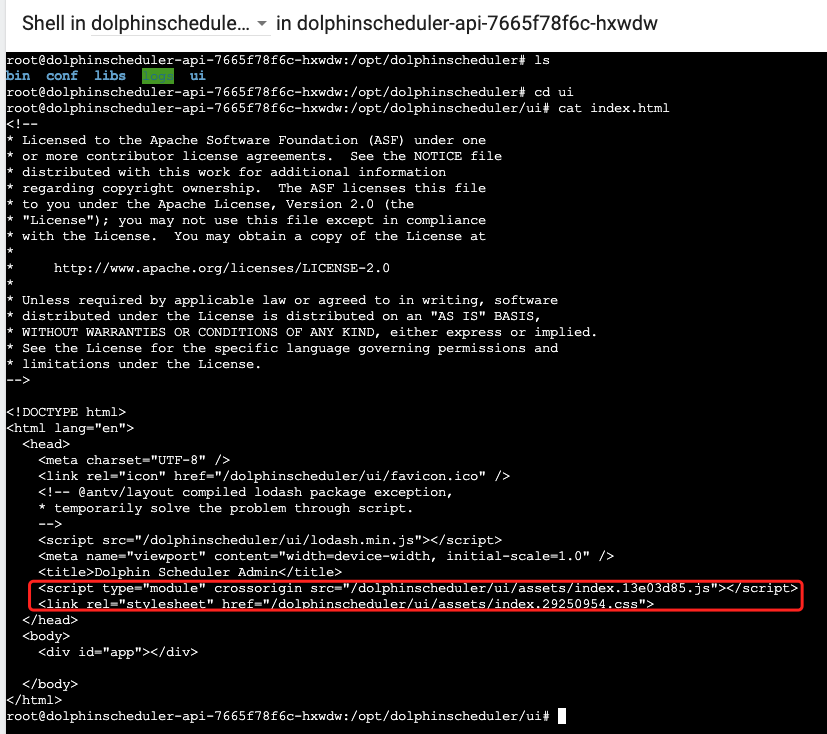 Shell in dolphinschedule... in dolphinscheduler-api-7665f78f6c-hxwdw
root@dolphinscheduler-api-7665f78f6c-hxwdw:/opt/dolphinscheduler# ls
bin  conf  libs  logs  ui
root@dolphinscheduler-api-7665f78f6c-hxwdw:/opt/dolphinscheduler# cd ui
root@dolphinscheduler-api-7665f78f6c-hxwdw:/opt/dolphinscheduler/ui# cat index.html
<!--
* Licensed to the Apache Software Foundation (ASF) under one
* or more contributor license agreements.  See the NOTICE file
* distributed with this work for additional information
* regarding copyright ownership.  The ASF licenses this file
* to you under the Apache License, Version 2.0 (the
* "License"); you may not use this file except in compliance
* with the License.  You may obtain a copy of the License at
*
*     http://www.apache.org/licenses/LICENSE-2.0
*
* Unless required by applicable law or agreed to in writing, software
* distributed under the License is distributed on an "AS IS" BASIS,
* WITHOUT WARRANTIES OR CONDITIONS OF ANY KIND, either express or implied.
* See the License for the specific language governing permissions and
* limitations under the License.
-->
<!DOCTYPE html>
<html lang="en">
  <head>
    <meta charset="UTF-8" />
    <link rel="icon" href="/dolphinscheduler/ui/favicon.ico" />
    <!-- @antv/layout compiled lodash package exception,
    * temporarily solve the problem through script.
    -->
    <script src="/dolphinscheduler/ui/lodash.min.js"></script>
    <meta name="viewport" content="width=device-width, initial-scale=1.0" />
    <title>Dolphin Scheduler Admin</title>
    <script type="module" crossorigin src="/dolphinscheduler/ui/assets/index.13e03d85.js"></script>
    <link rel="stylesheet" href="/dolphinscheduler/ui/assets/index.29250954.css">
  </head>
  <body>
    <div id="app"></div>
  </body>
</html>
root@dolphinscheduler-api-7665f78f6c-hxwdw:/opt/dolphinscheduler/ui#